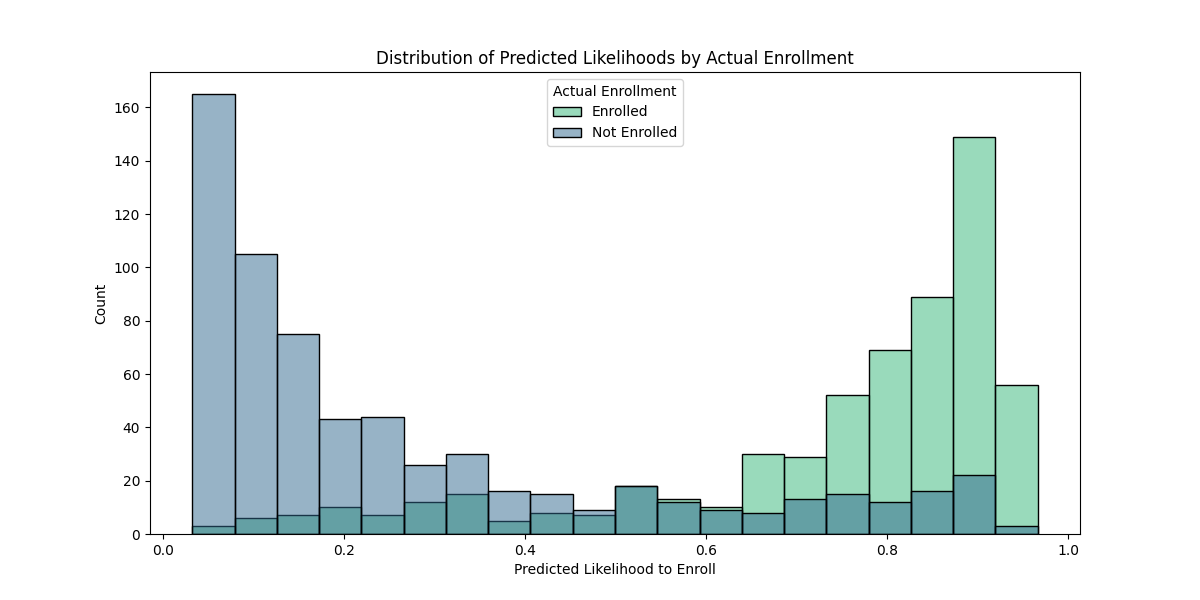 Distribution of Predicted Likelihoods by Actual Enrollment
Actual Enrollment
Enrolled
Not Enrolled
Count
160
140
120
100
80
60
40
20
0
0.0 0.2 0.4 0.6 0.8 1.0
Predicted Likelihood to Enroll